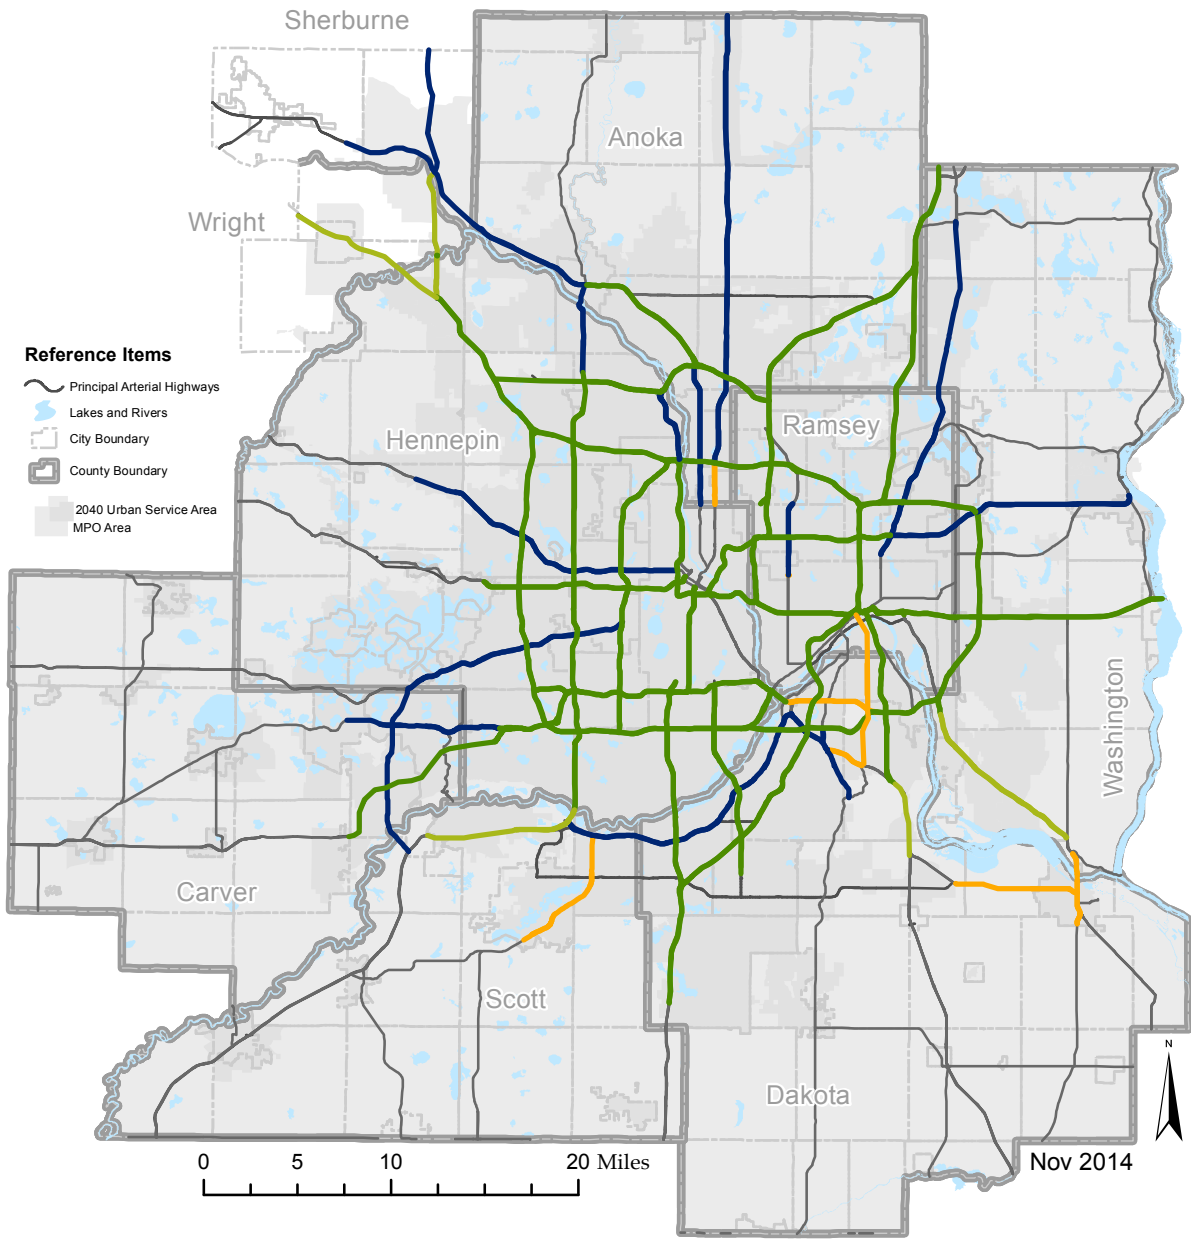 Sherburne
Anoka
Wright
Reference Items
Principal Arterial Highways
Lakes and Rivers
City Boundary
County Boundary
2040 Urban Service Area
MPO Area
Hennepin
Ramsey
Washington
Carver
Scott
Dakota
N
Nov 2014
0 5 10 20 Miles